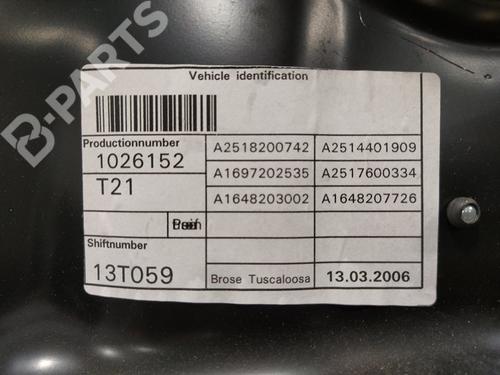 B-PARTS
Vehicle identification
Productionnumber
1026152
T21
A2518200742 A2514401909
A1697202535 A2517600334
A1648203002 A1648207726
Shiftnumber
13T059
Brose Tuscaloosa 13.03.2006